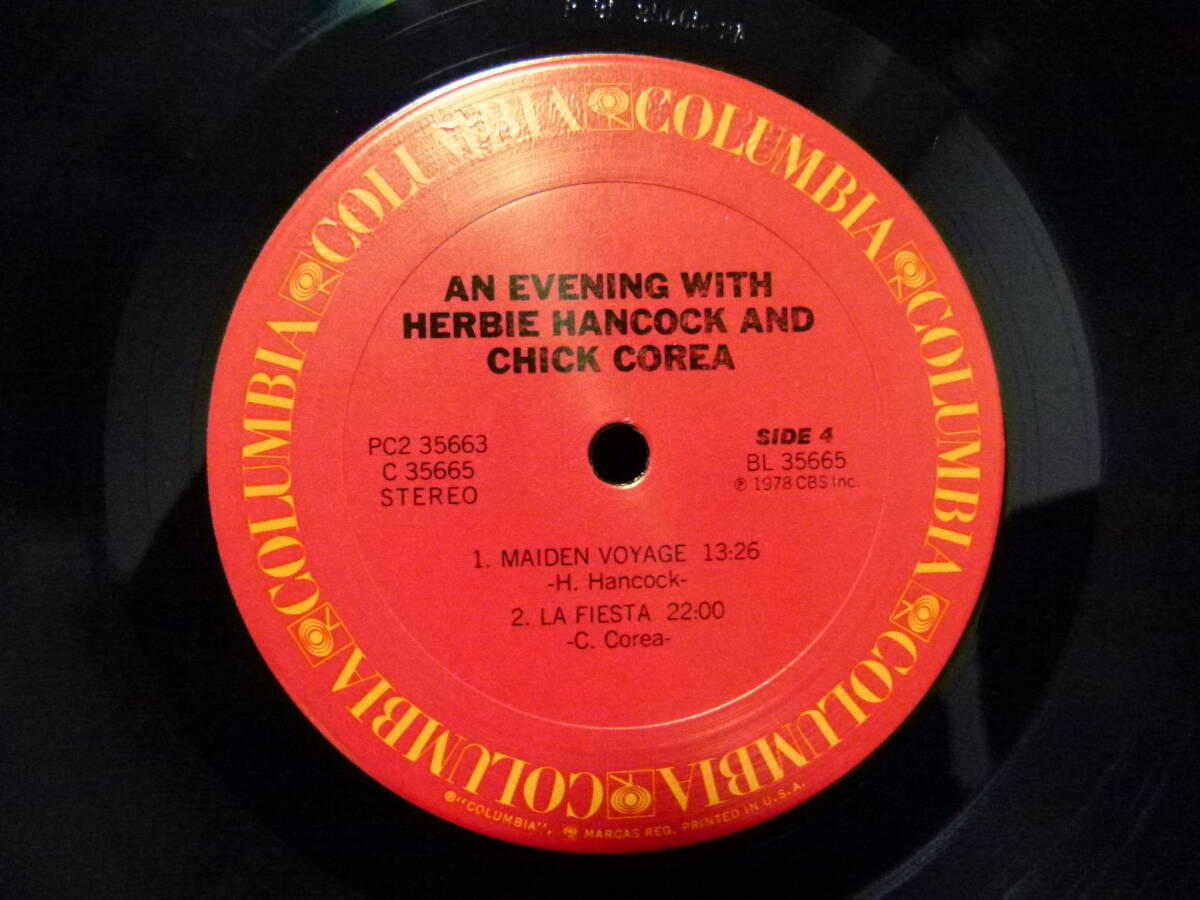 COLUMBIA COLUMBIA COLUMBIA COLUMBIA COLUMBIA COLUMBIA
AN EVENING WITH
HERBIE HANCOCK AND
CHICK COREA
PC2 35663
C 35665
STEREO
SIDE 4
BL 35665
℗ 1978 CBS Inc.
1. MAIDEN VOYAGE 13:26
-H. Hancock-
2. LA FIESTA 22:00
-C. Corea-
®"COLUMBIA", MARCAS REG. PRINTED IN U.S.A.